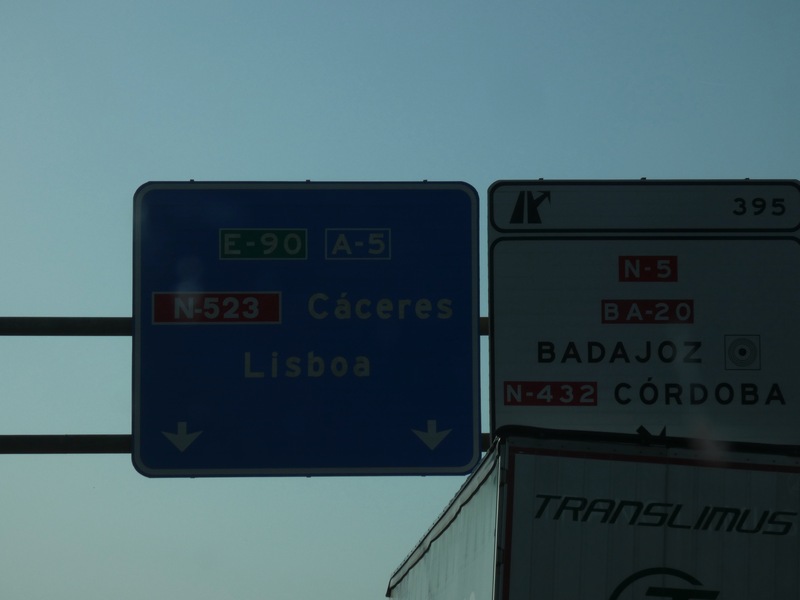 E-90 A-5
N-523 Cáceres
Lisboa
395
N-5
BA-20
BADAJOZ
N-432 CÓRDOBA
TRANSLIMUS